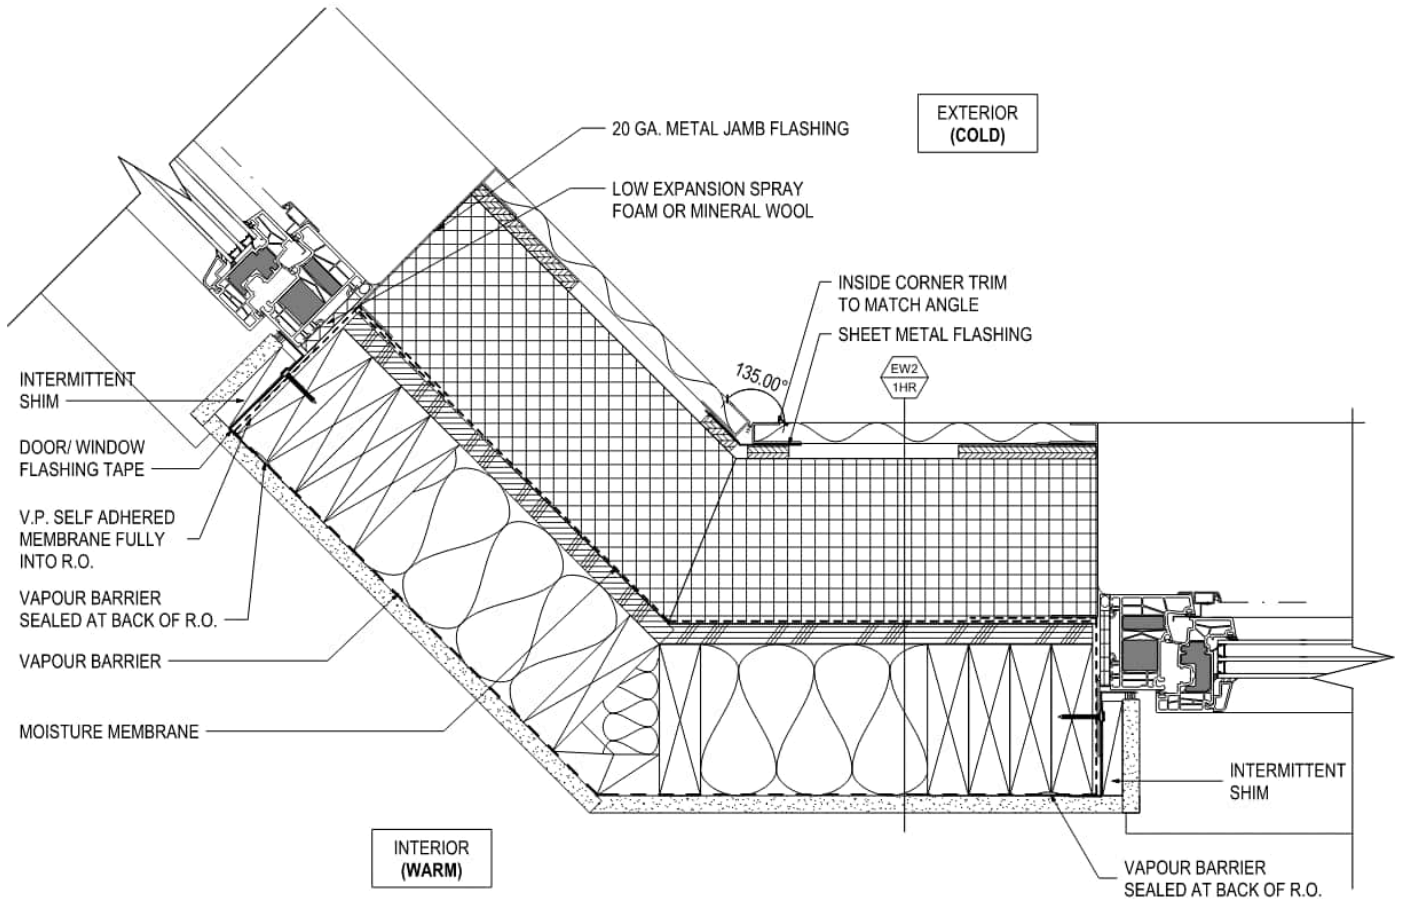 EXTERIOR
(COLD)
20 GA. METAL JAMB FLASHING
LOW EXPANSION SPRAY
FOAM OR MINERAL WOOL
INSIDE CORNER TRIM
TO MATCH ANGLE
SHEET METAL FLASHING
135.00°
EW2
1HR
INTERMITTENT
SHIM
DOOR/ WINDOW
FLASHING TAPE
V.P. SELF ADHERED
MEMBRANE FULLY
INTO R.O.
VAPOUR BARRIER
SEALED AT BACK OF R.O.
VAPOUR BARRIER
MOISTURE MEMBRANE
INTERMITTENT
SHIM
INTERIOR
(WARM)
VAPOUR BARRIER
SEALED AT BACK OF R.O.